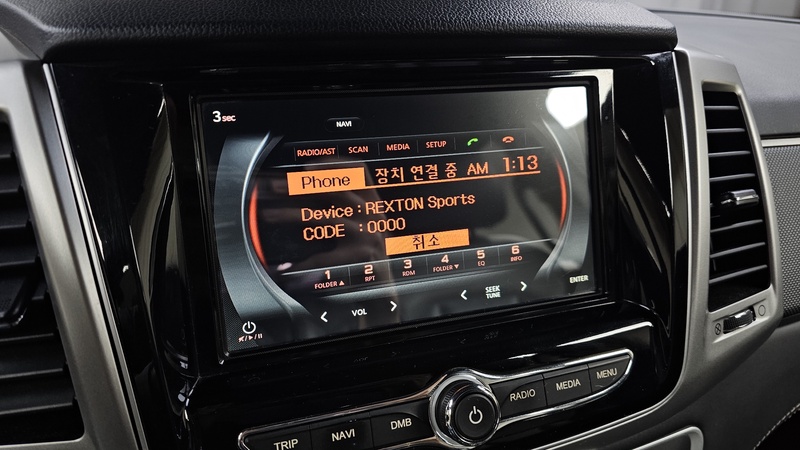 3 sec
NAVI
RADIO/AST SCAN MEDIA SETUP
Phone 장치 연결 중 AM 1:13
Device : REXTON Sports
CODE : 0000
취소
1 2 3 4 5 6
FOLDER ▲ RPT RDM FOLDER ▼ EQ INFO
< VOL > < SEEK TUNE > ENTER
TRIP NAVI DMB RADIO MEDIA MENU